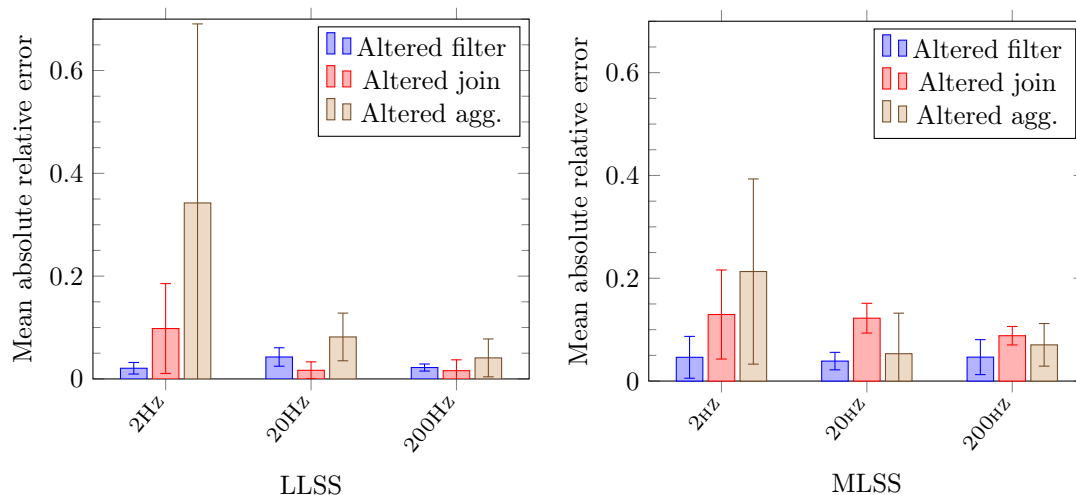 Mean absolute relative error
0.6
0.4
0.2
0
Altered filter
Altered join
Altered agg.
2Hz
20Hz
200Hz
LLSS
Mean absolute relative error
0.6
0.4
0.2
0
Altered filter
Altered join
Altered agg.
2HZ
20HZ
200HZ
MLSS